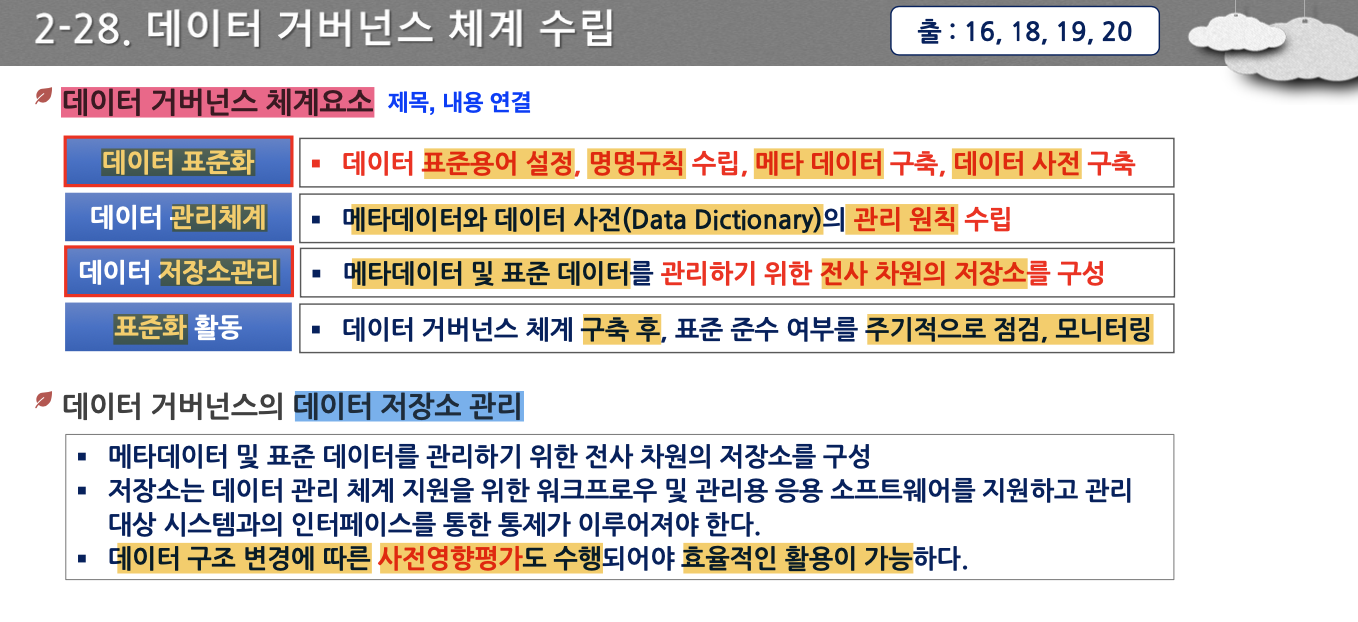 2-28. 데이터 거버넌스 체계 수립
출 : 16, 18, 19, 20
데이터 거버넌스 체계요소 제목, 내용 연결
데이터 표준화
▪ 데이터 표준용어 설정, 명명규칙 수립, 메타 데이터 구축, 데이터 사전 구축
데이터 관리체계
▪ 메타데이터와 데이터 사전(Data Dictionary)의 관리 원칙 수립
데이터 저장소관리
▪ 메타데이터 및 표준 데이터를 관리하기 위한 전사 차원의 저장소를 구성
표준화 활동
▪ 데이터 거버넌스 체계 구축 후, 표준 준수 여부를 주기적으로 점검, 모니터링
데이터 거버넌스의 데이터 저장소 관리
▪ 메타데이터 및 표준 데이터를 관리하기 위한 전사 차원의 저장소를 구성
▪ 저장소는 데이터 관리 체계 지원을 위한 워크프로우 및 관리용 응용 소프트웨어를 지원하고 관리
대상 시스템과의 인터페이스를 통한 통제가 이루어져야 한다.
▪ 데이터 구조 변경에 따른 사전영향평가도 수행되어야 효율적인 활용이 가능하다.